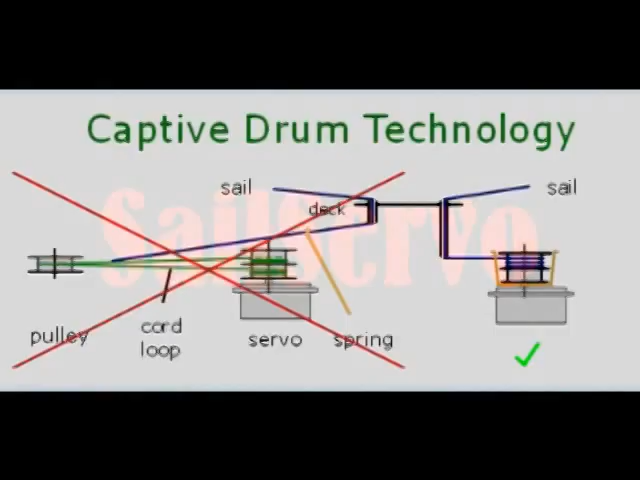 Captive Drum Technology
sail
deck
sail
SailServo
pulley
cord
loop
servo
spring